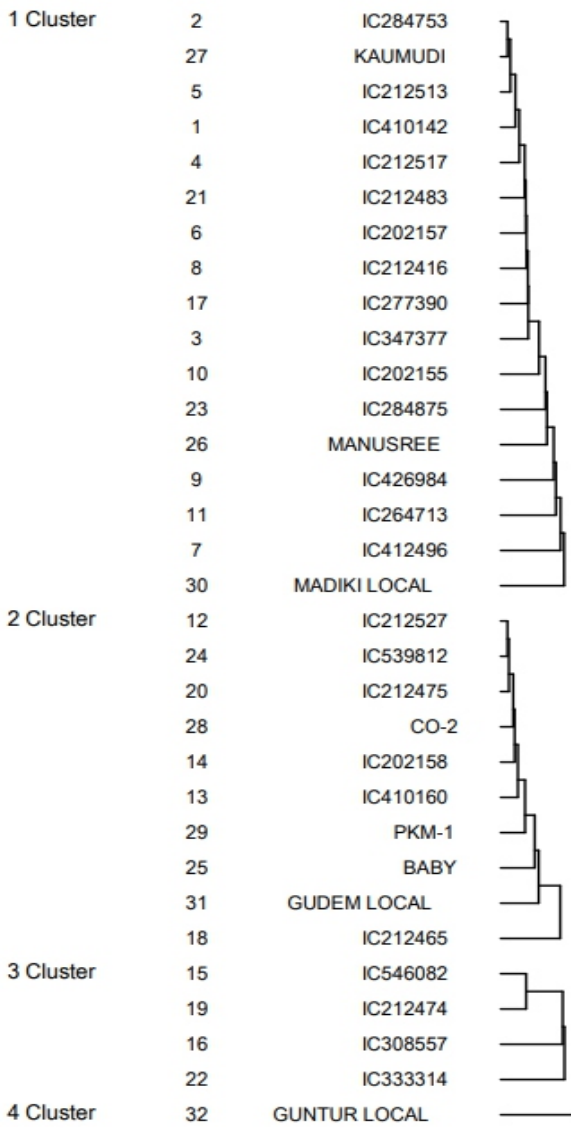 1 Cluster 2 IC284753
27 KAUMUDI
5 IC212513
1 IC410142
4 IC212517
21 IC212483
6 IC202157
8 IC212416
17 IC277390
3 IC347377
10 IC202155
23 IC284875
26 MANUSREE
9 IC426984
11 IC264713
7 IC412496
30 MADIKI LOCAL
2 Cluster 12 IC212527
24 IC539812
20 IC212475
28 CO-2
14 IC202158
13 IC410160
29 PKM-1
25 BABY
31 GUDEM LOCAL
18 IC212465
3 Cluster 15 IC546082
19 IC212474
16 IC308557
22 IC333314
4 Cluster 32 GUNTUR LOCAL